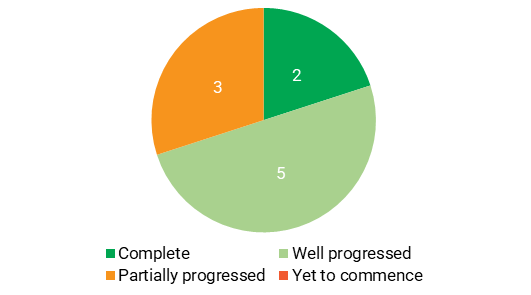 2
3
5
Complete
Well progressed
Partially progressed
Yet to commence